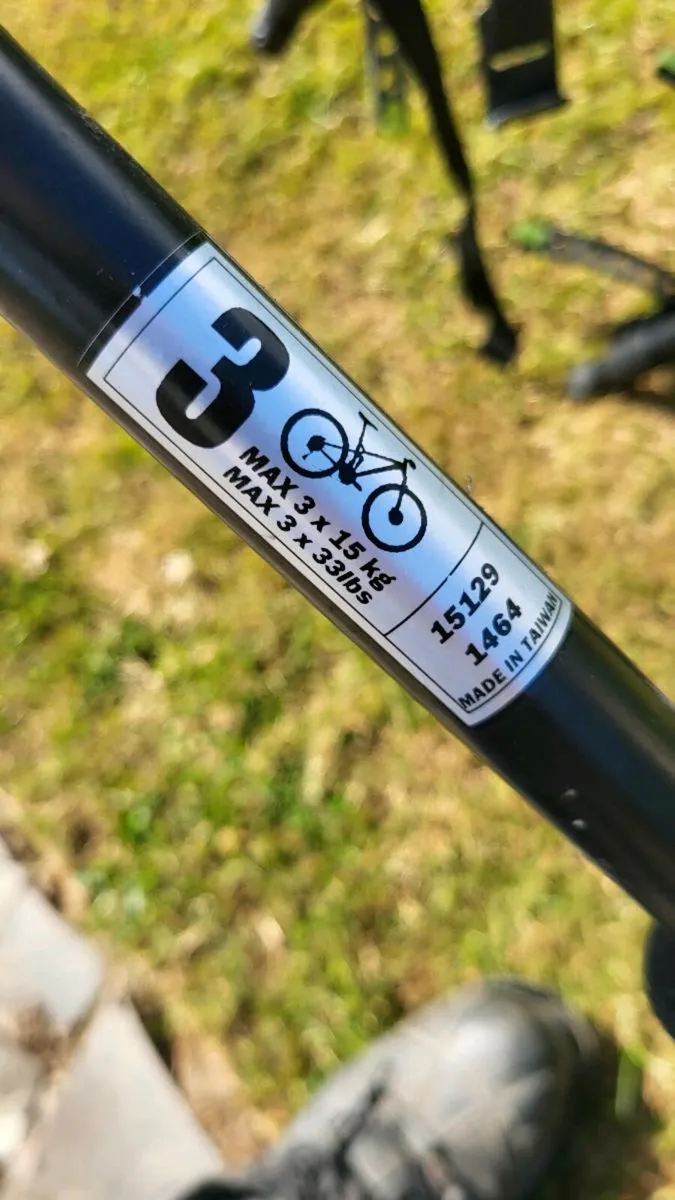 3
MAX 3 x 15 kg
MAX 3 x 33lbs
15129
1464
MADE IN TAIWAN